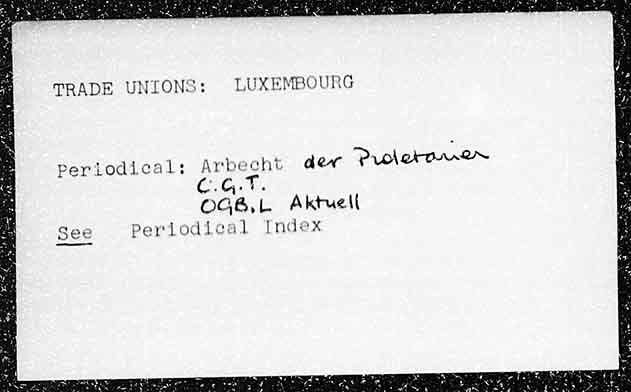 TRADE UNIONS: LUXEMBOURG
Periodical: Arbecht der Proletarier
C.G.T.
OGB.L Aktuell
See Periodical Index